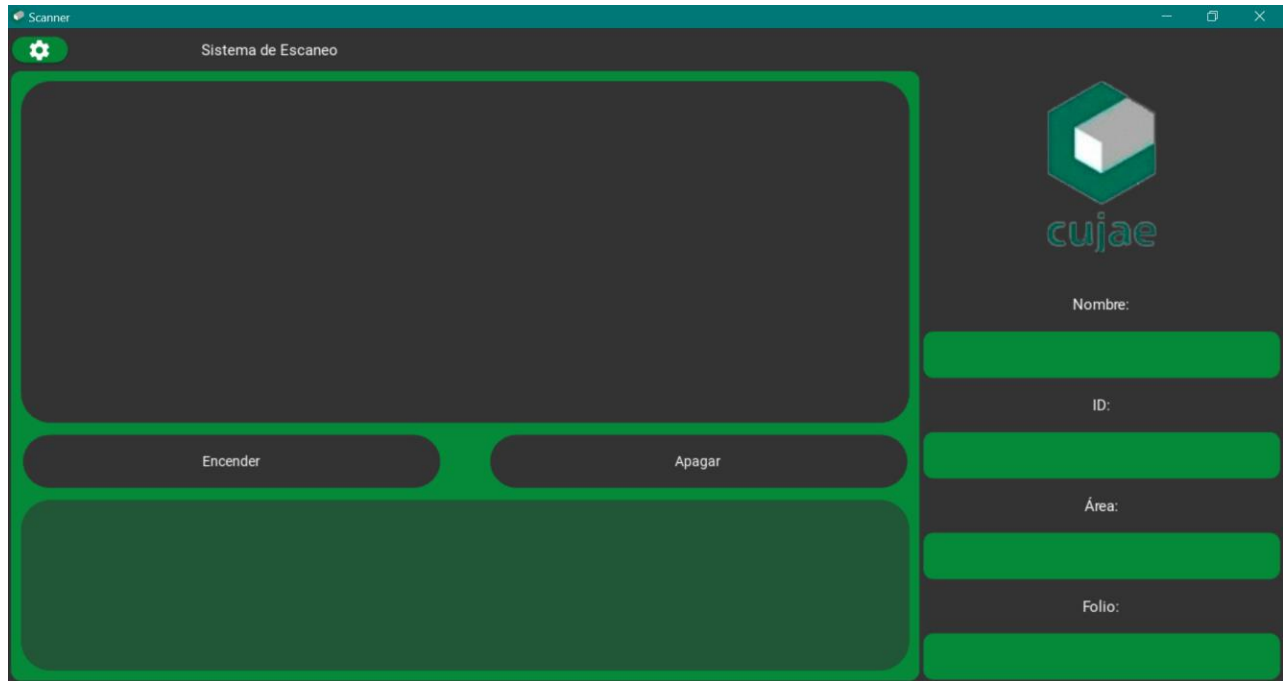 Scanner
Sistema de Escaneo
cujae
Nombre:
ID:
Encender
Apagar
Área:
Folio: